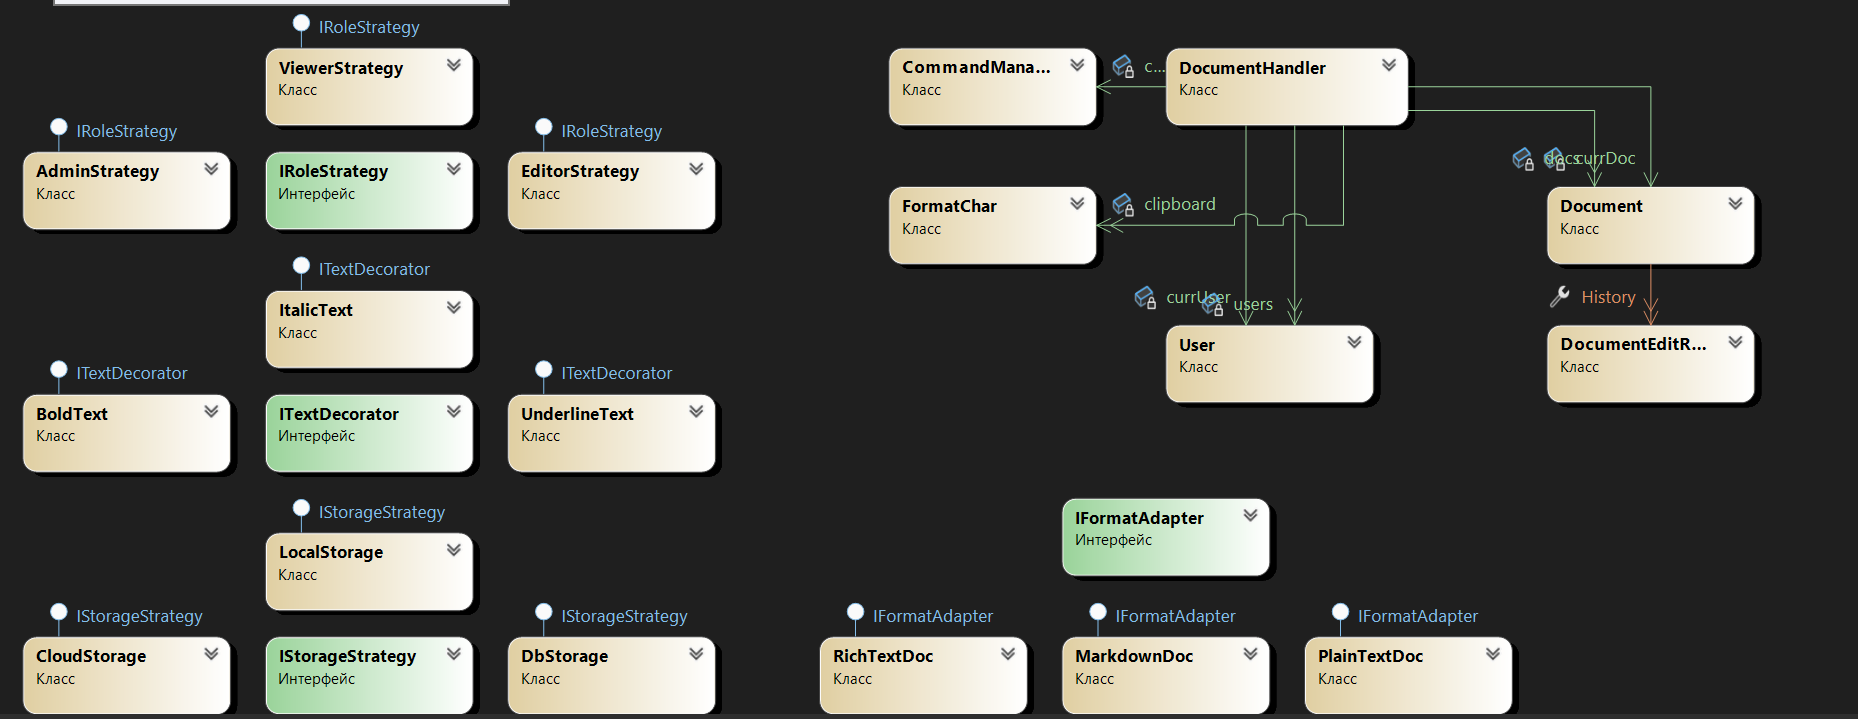 IRoleStrategy
ViewerStrategy
Класс
IRoleStrategy
AdminStrategy
Класс
IRoleStrategy
Интерфейс
IRoleStrategy
EditorStrategy
Класс
ITextDecorator
ItalicText
Класс
ITextDecorator
BoldText
Класс
ITextDecorator
Интерфейс
ITextDecorator
UnderlineText
Класс
IStorageStrategy
LocalStorage
Класс
IStorageStrategy
CloudStorage
Класс
IStorageStrategy
Интерфейс
IStorageStrategy
DbStorage
Класс
CommandMana...
Класс
c...
DocumentHandler
Класс
FormatChar
Класс
clipboard
docs
currDoc
Document
Класс
currUser
users
User
Класс
History
DocumentEditR...
Класс
IFormatAdapter
Интерфейс
IFormatAdapter
RichTextDoc
Класс
IFormatAdapter
MarkdownDoc
Класс
IFormatAdapter
PlainTextDoc
Класс